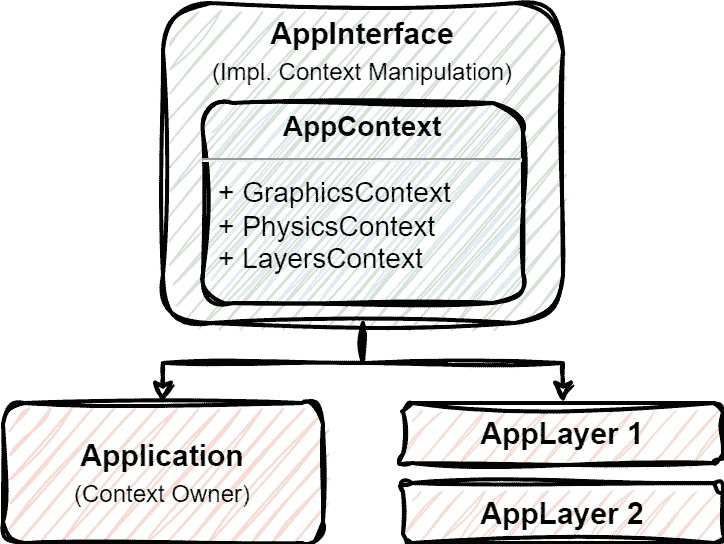 AppInterface
(Impl. Context Manipulation)
AppContext
+ GraphicsContext
+ PhysicsContext
+ LayersContext
Application
(Context Owner)
AppLayer 1
AppLayer 2